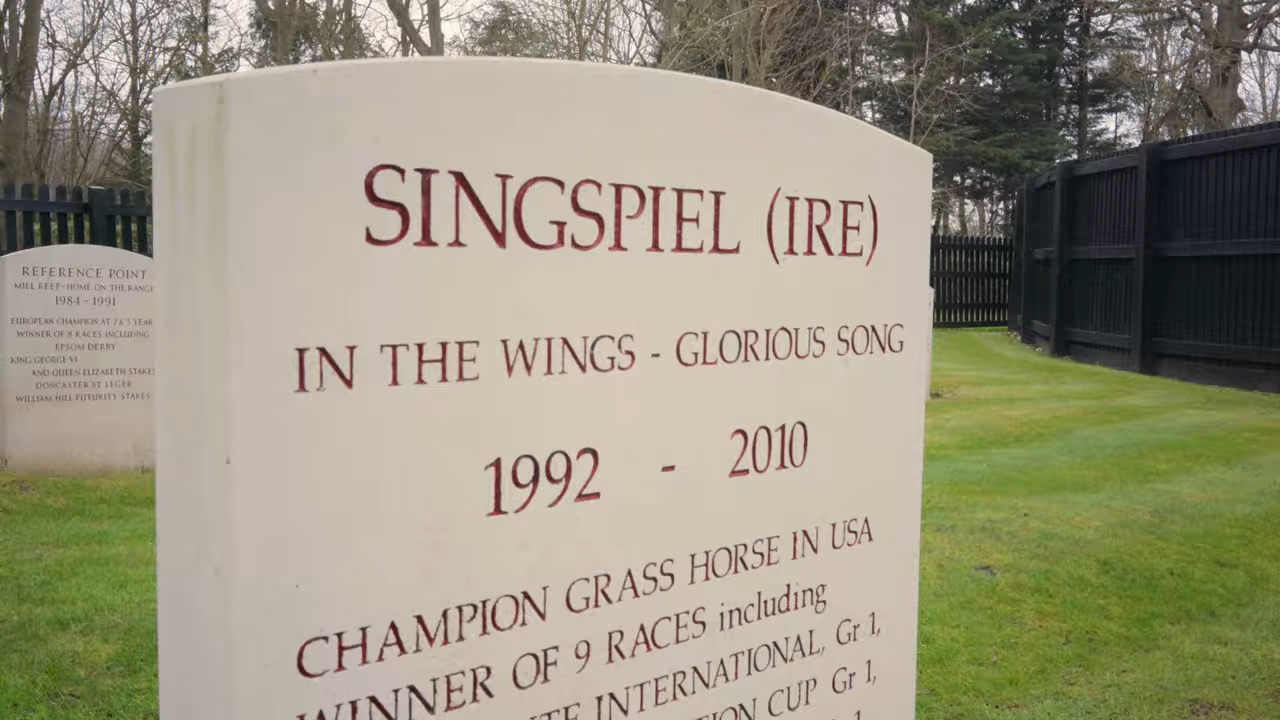 SINGSPIEL (IRE)
IN THE WINGS - GLORIOUS SONG
1992 - 2010
CHAMPION GRASS HORSE IN USA
WINNER OF 9 RACES including
INTERNATIONAL, Gr 1,
CUP Gr 1,
REFERENCE POINT
MILL REEF - HOME ON THE RANGE
1984 - 1991
EUROPEAN CHAMPION AT 2 & 3 YEAR
WINNER OF 8 RACES INCLUDING
EPSOM DERBY
KING GEORGE VI
AND QUEEN ELIZABETH STAKES
DONCASTER ST LEGER
WILLIAM HILL FUTURITY STAKES